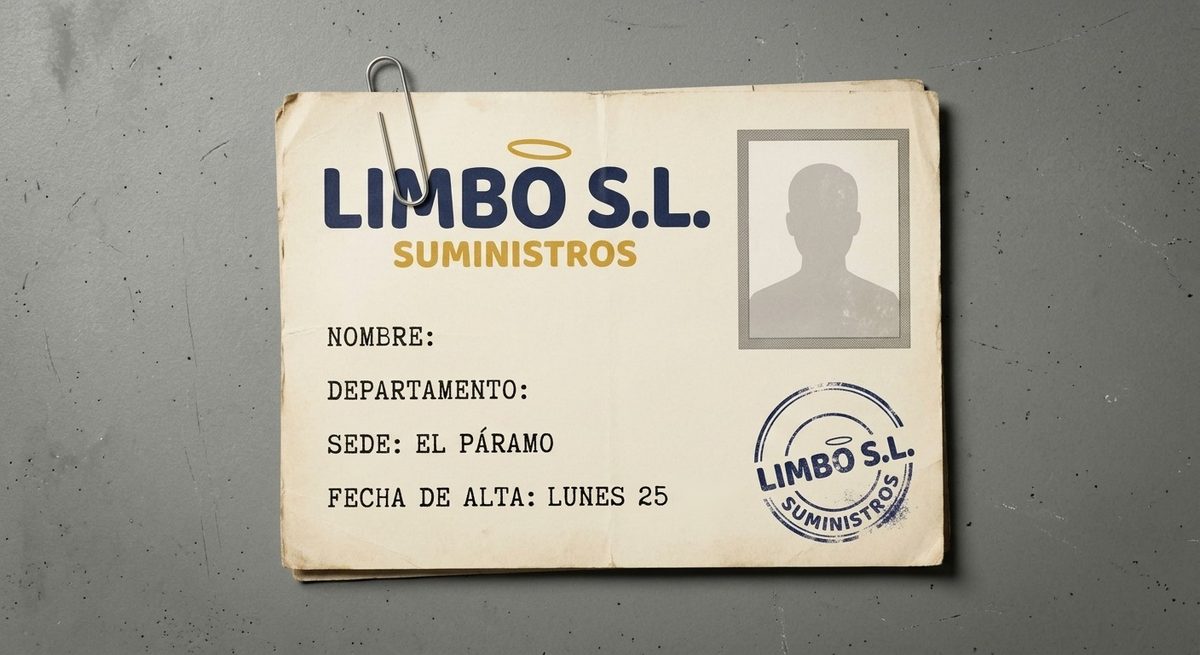 LIMBO S.L.
SUMINISTROS
NOMBRE:
DEPARTAMENTO:
SEDE: EL PÁRAMO
FECHA DE ALTA: LUNES 25
LIMBO S.L.
SUMINISTROS